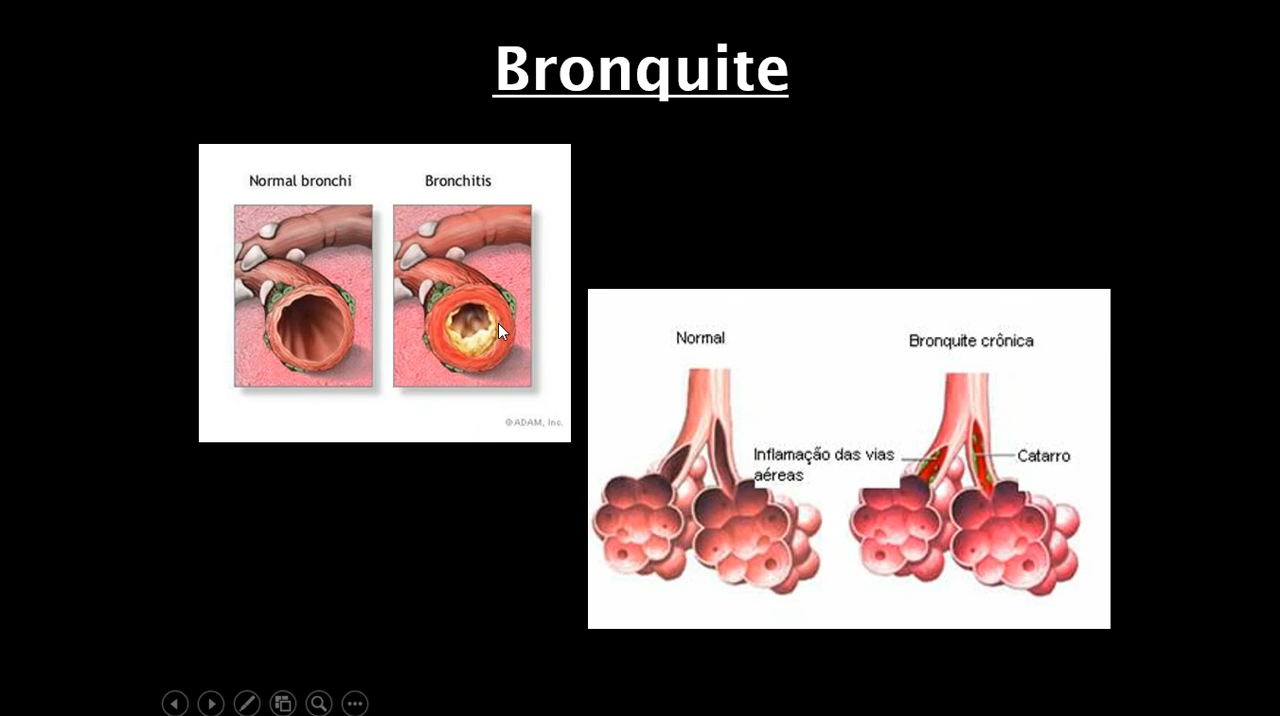 Bronquite
Normal bronchi
Bronchitis
©ADAM, Inc.
Normal
Bronquite crônica
Inflamação das vias
aéreas
Catarro